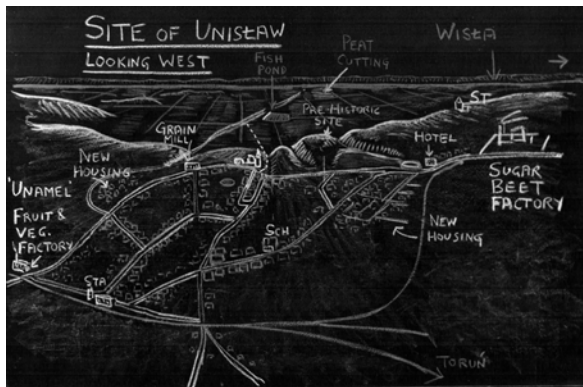 SITE OF UNISŁAW
LOOKING WEST
FISH
POND
PEAT
CUTTING
WISŁA
ST
PRE-HISTORIC
SITE
GRAIN
MILL
HOTEL
NEW
HOUSING
SUGAR
BEET
FACTORY
'UNAMEL'
FRUIT &
VEG.
FACTORY
SCH
NEW
HOUSING
STA
TORUŃ